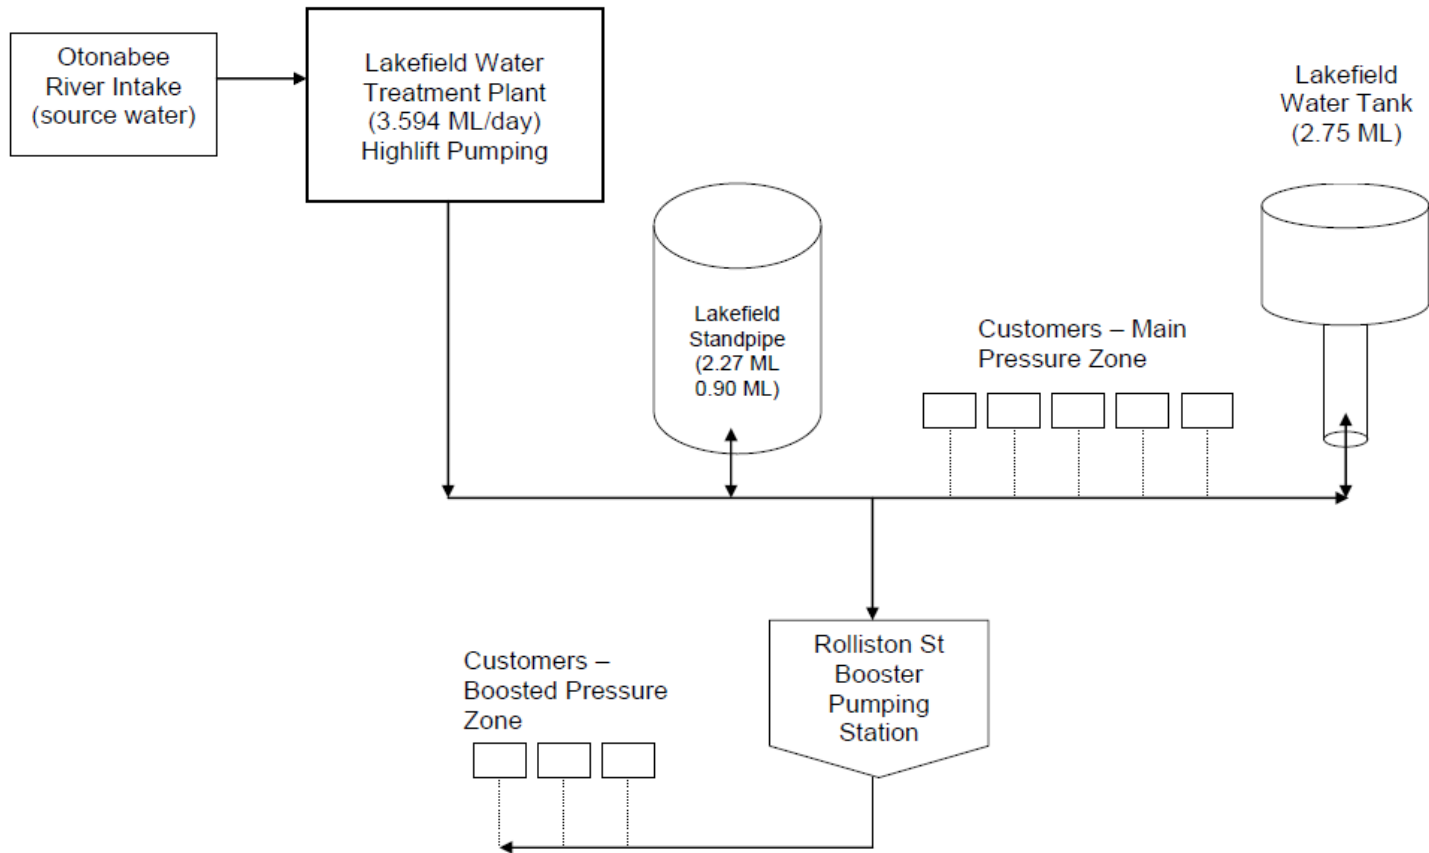 Otonabee
River Intake
(source water)
Lakefield Water
Treatment Plant
(3.594 ML/day)
Highlift Pumping
Lakefield
Water Tank
(2.75 ML)
Lakefield
Standpipe
(2.27 ML
0.90 ML)
Customers – Main
Pressure Zone
Rolliston St
Booster
Pumping
Station
Customers –
Boosted Pressure
Zone